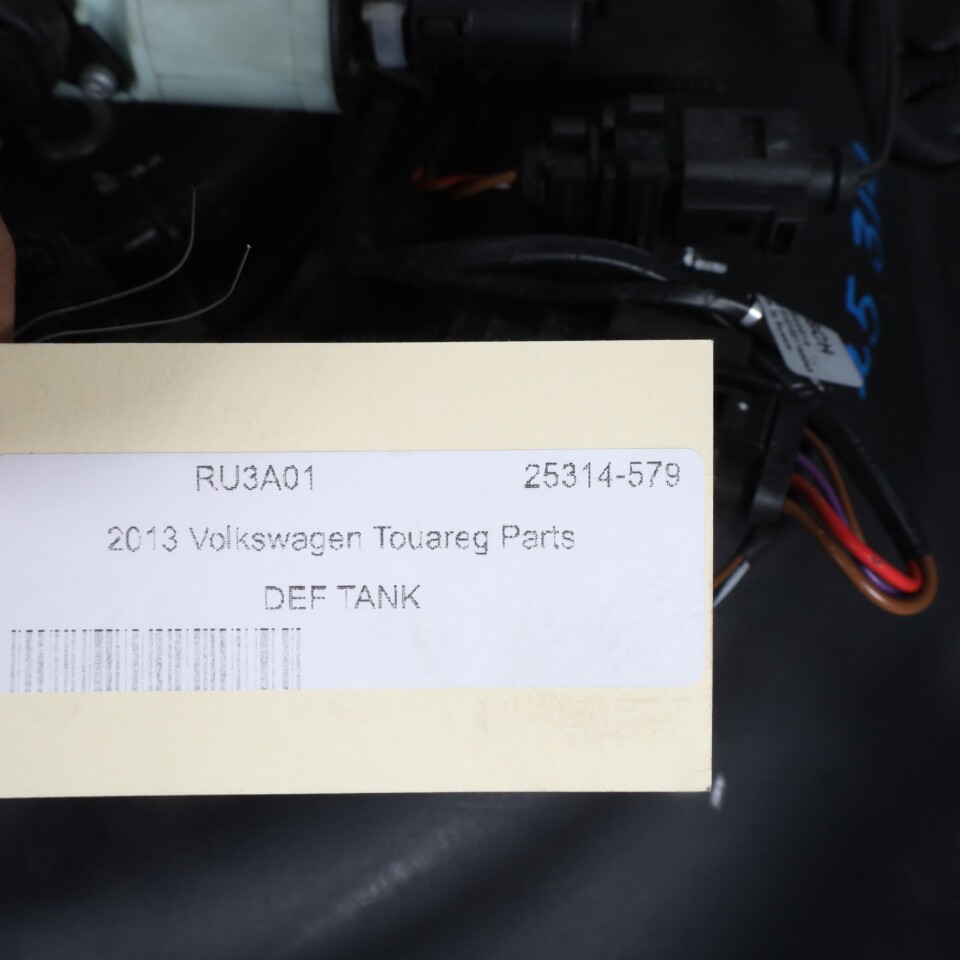 RU3A01 25314-579
2013 Volkswagen Touareg Parts
DEF TANK